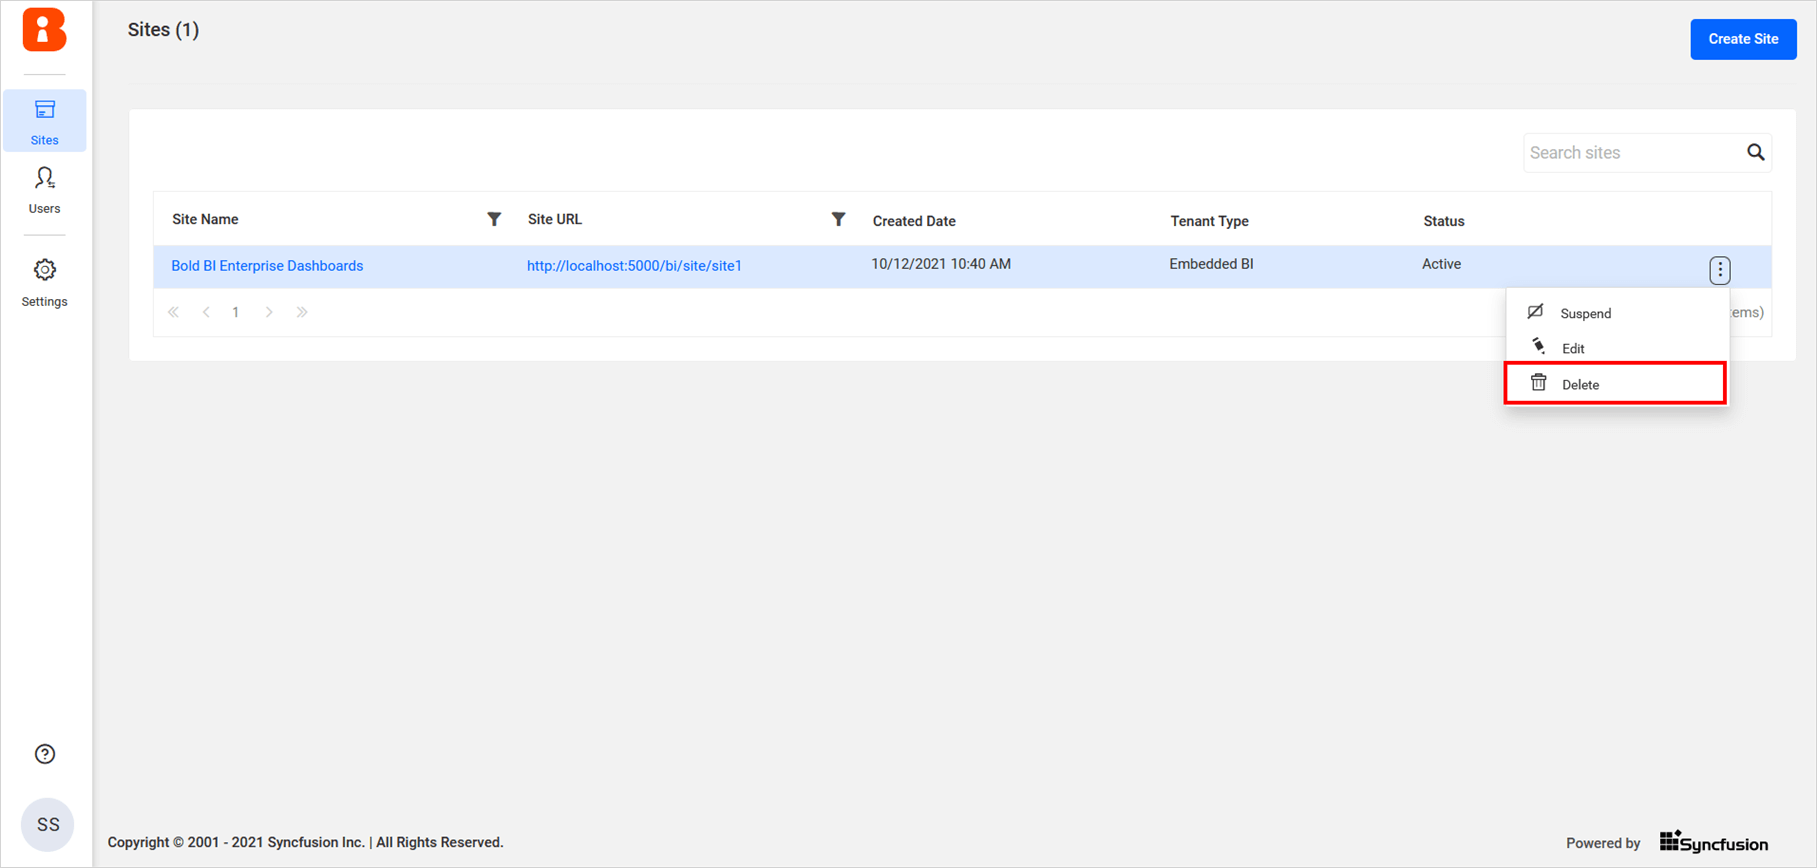 Sites (1)
Create Site
Sites
Users
Settings
Search sites
Site Name
Site URL
Created Date
Tenant Type
Status
Bold BI Enterprise Dashboards
http://localhost:5000/bi/site/site1
10/12/2021 10:40 AM
Embedded BI
Active
1
ems)
Suspend
Edit
Delete
SS
Copyright © 2001 - 2021 Syncfusion Inc. | All Rights Reserved.
Powered by Syncfusion